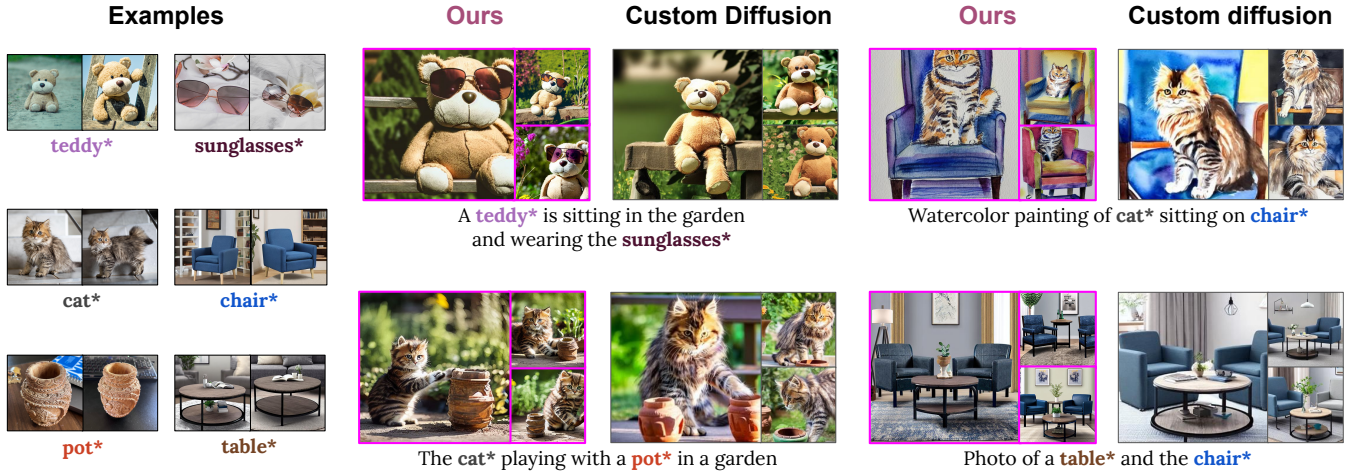 Examples
Ours
Custom Diffusion
Ours
Custom diffusion
teddy*
sunglasses*
A teddy* is sitting in the garden
and wearing the sunglasses*
Watercolor painting of cat* sitting on chair*
cat*
chair*
pot*
table*
The cat* playing with a pot* in a garden
Photo of a table* and the chair*